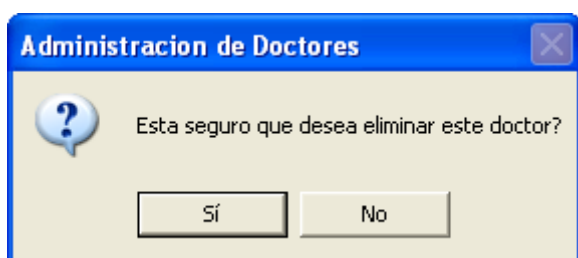 Administracion de Doctores
Esta seguro que desea eliminar este doctor?
Sí No